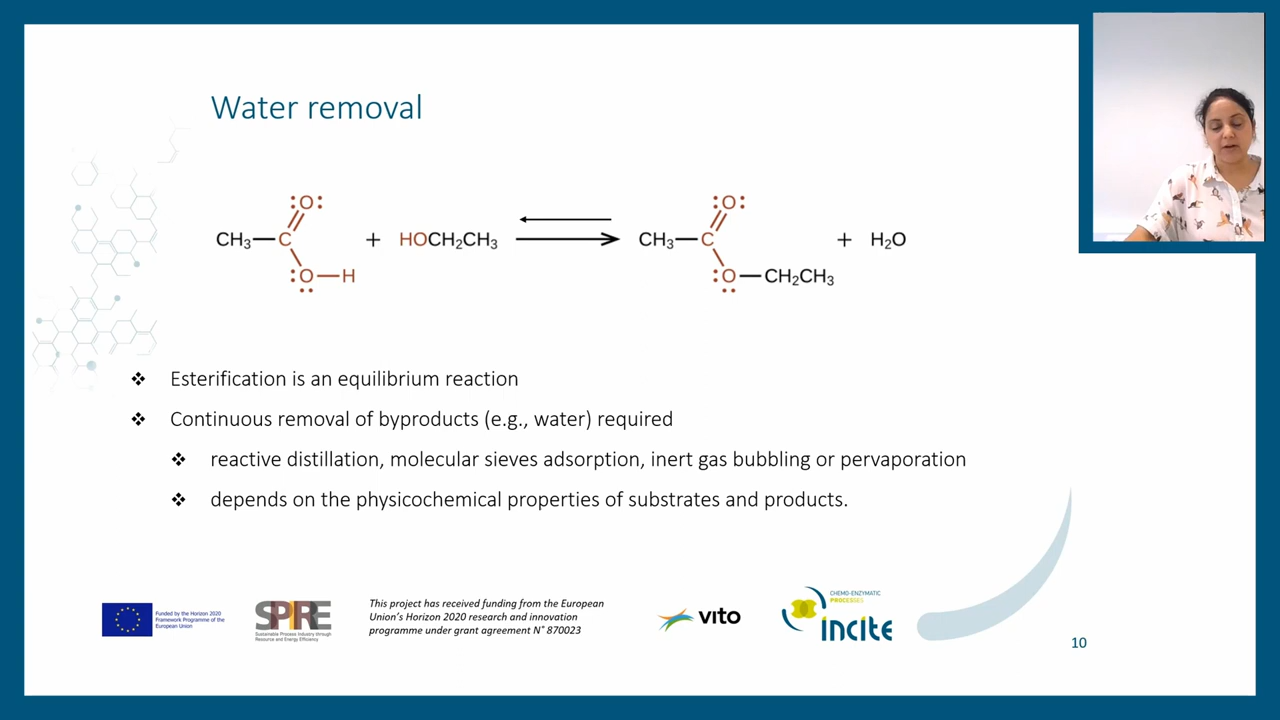 Water removal
:O:
:O:
CH₃—C + HOCH₂CH₃ CH₃—C + H₂O
:O—H
:O—CH₂CH₃
❖ Esterification is an equilibrium reaction
❖ Continuous removal of byproducts (e.g., water) required
❖ reactive distillation, molecular sieves adsorption, inert gas bubbling or pervaporation
❖ depends on the physicochemical properties of substrates and products.
Funded by the Horizon 2020
Framework Programme of the
European Union
SPIRE
Sustainable Process Industry through
Resource and Energy Efficiency
This project has received funding from the European
Union's Horizon 2020 research and innovation
programme under grant agreement N° 870023
vito
CHEMO-ENZYMATIC
PROCESSES
incite
10